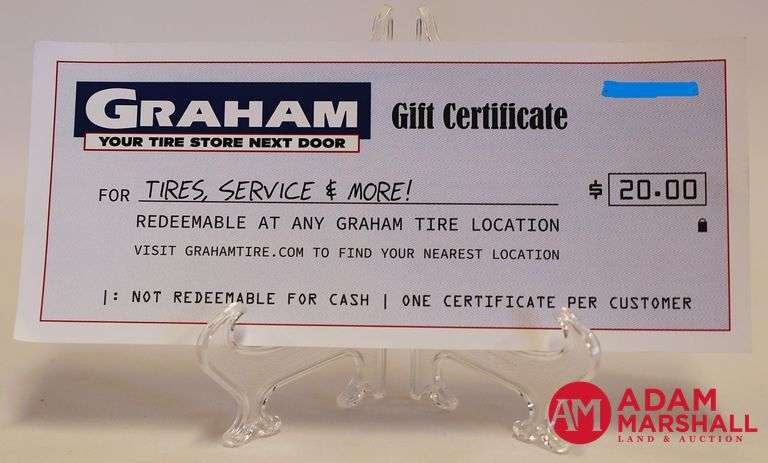 GRAHAM
YOUR TIRE STORE NEXT DOOR
Gift Certificate
FOR TIRES, SERVICE & MORE!
$ 20.00
REDEEMABLE AT ANY GRAHAM TIRE LOCATION
VISIT GRAHAMTIRE.COM TO FIND YOUR NEAREST LOCATION
|: NOT REDEEMABLE FOR CASH | ONE CERTIFICATE PER CUSTOMER
AM
ADAM
MARSHALL
LAND & AUCTION